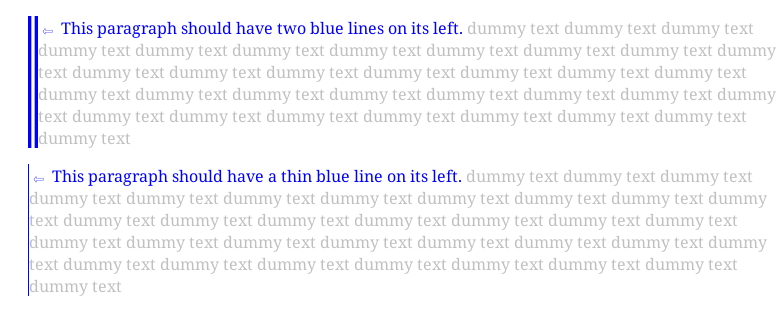 ⇦ This paragraph should have two blue lines on its left. dummy text dummy text dummy text
dummy text dummy text dummy text dummy text dummy text dummy text dummy text dummy
text dummy text dummy text dummy text dummy text dummy text dummy text dummy text
dummy text dummy text dummy text dummy text dummy text dummy text dummy text dummy
text dummy text dummy text dummy text dummy text dummy text dummy text dummy text
dummy text
⇦ This paragraph should have a thin blue line on its left. dummy text dummy text dummy text
dummy text dummy text dummy text dummy text dummy text dummy text dummy text dummy
text dummy text dummy text dummy text dummy text dummy text dummy text dummy text
dummy text dummy text dummy text dummy text dummy text dummy text dummy text dummy
text dummy text dummy text dummy text dummy text dummy text dummy text dummy text
dummy text